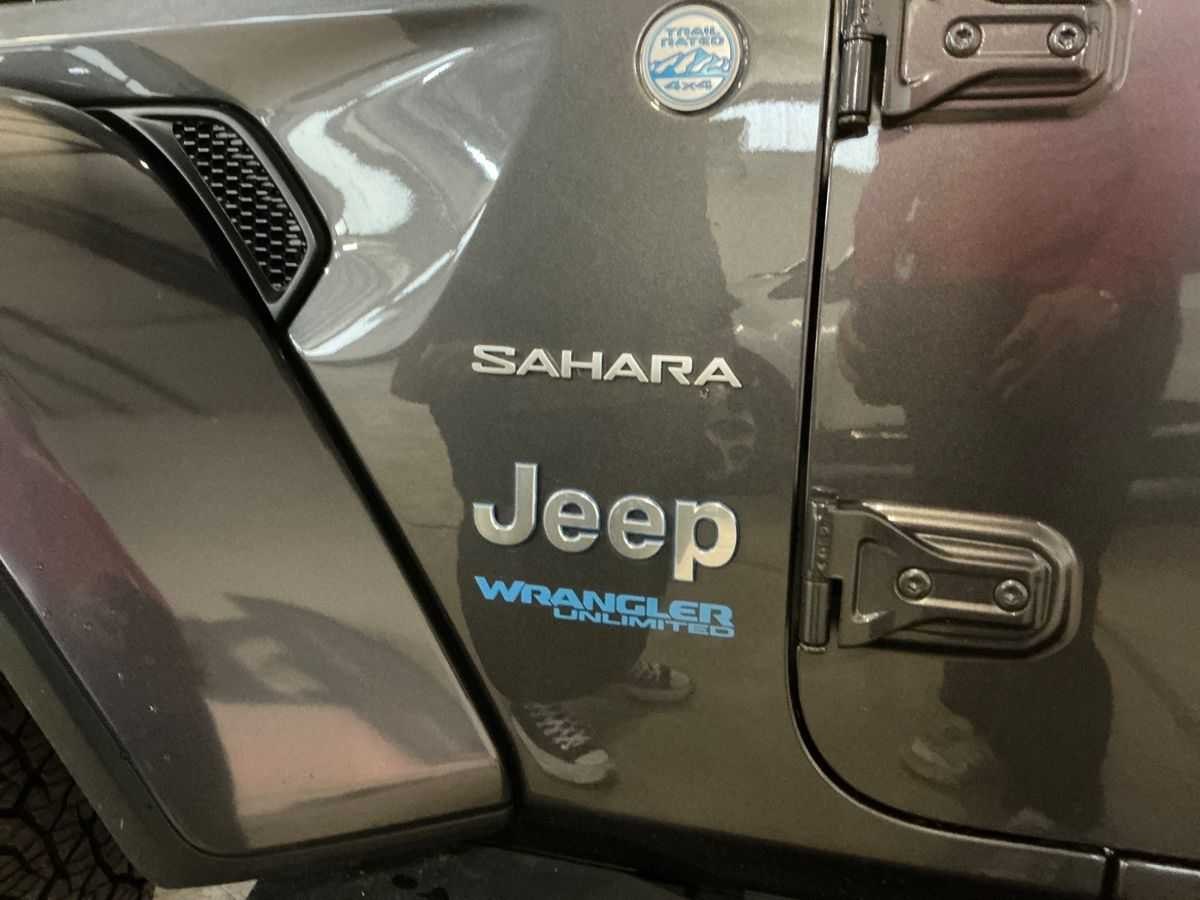 TRAIL
RATED
4x4
SAHARA
Jeep
WRANGLER
UNLIMITED